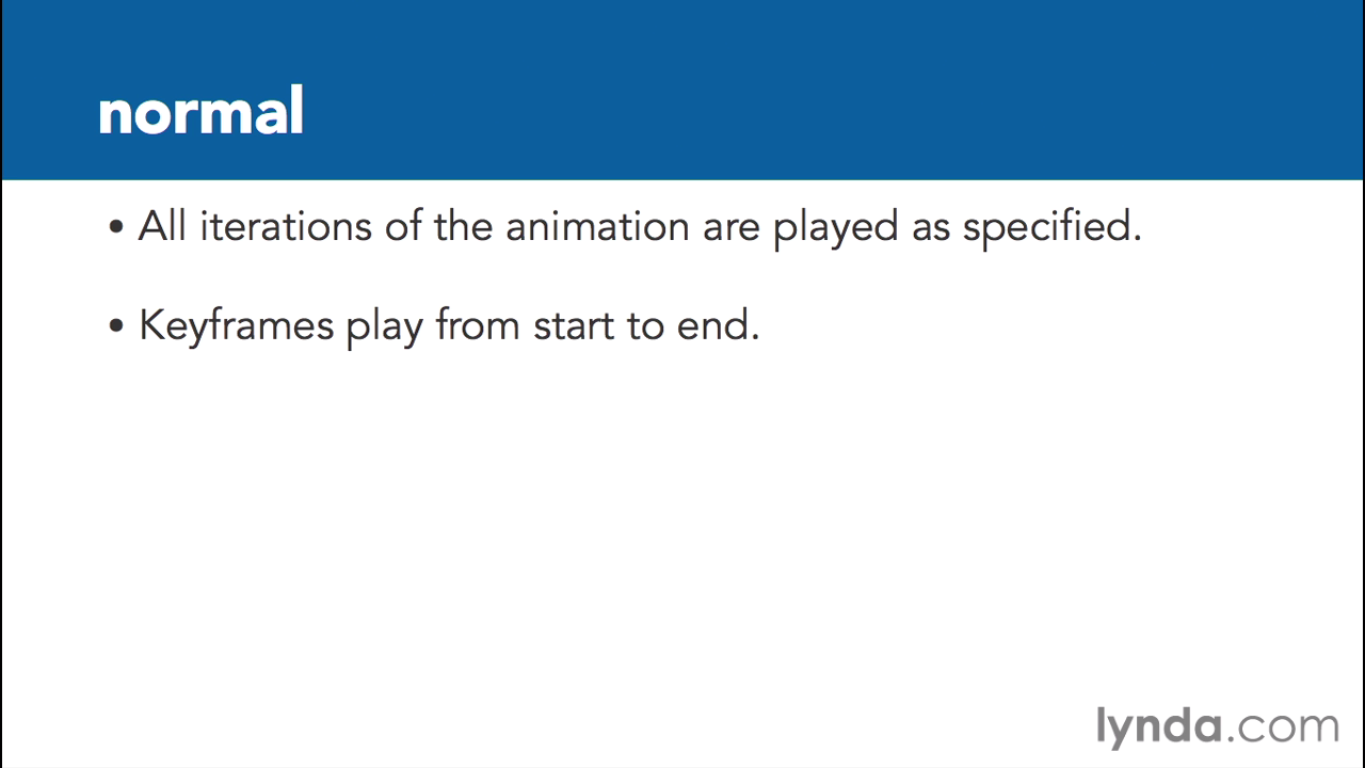 normal
• All iterations of the animation are played as specified.
• Keyframes play from start to end.
lynda.com